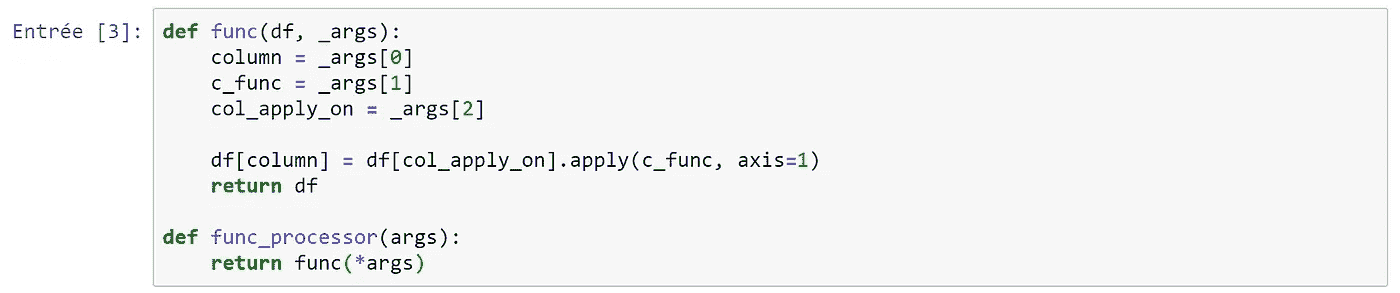 Entrée [3]: def func(df, _args):
    column = _args[0]
    c_func = _args[1]
    col_apply_on = _args[2]

    df[column] = df[col_apply_on].apply(c_func, axis=1)
    return df

def func_processor(args):
    return func(*args)